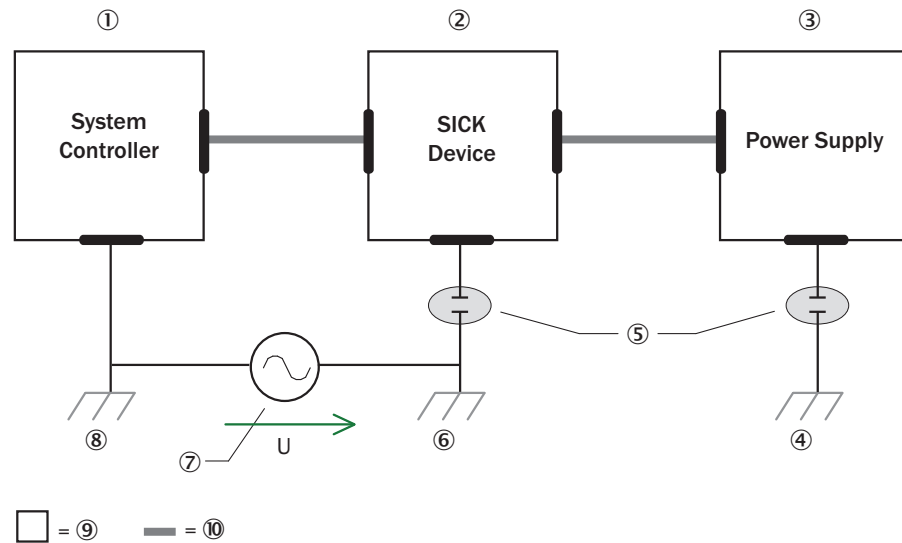 ① ② ③
System
Controller
SICK
Device
Power Supply
⑤
⑧ ⑥ ④
⑦ U
= ⑨ = ⑩